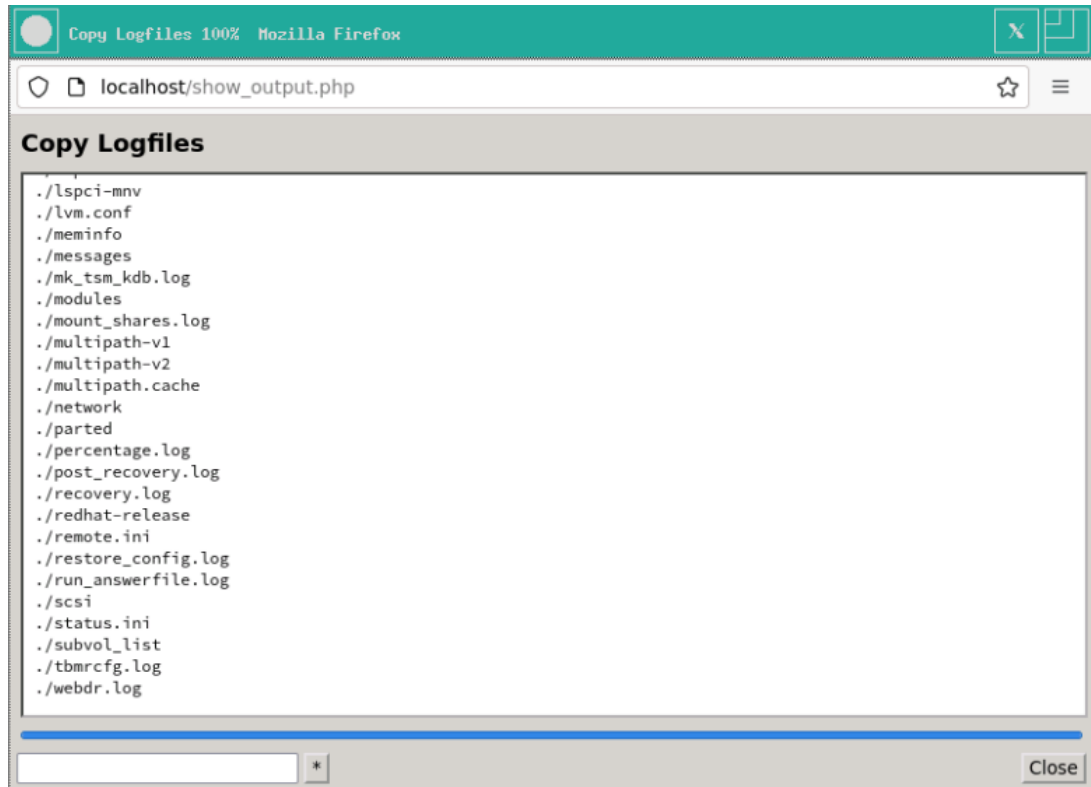 Copy Logfiles 100% Mozilla Firefox
X
localhost/show_output.php
Copy Logfiles
./lspci-mnv
./lvm.conf
./meminfo
./messages
./mk_tsm_kdb.log
./modules
./mount_shares.log
./multipath-v1
./multipath-v2
./multipath.cache
./network
./parted
./percentage.log
./post_recovery.log
./recovery.log
./redhat-release
./remote.ini
./restore_config.log
./run_answerfile.log
./scsi
./status.ini
./subvol_list
./tbmrcfg.log
./webdr.log
*
Close